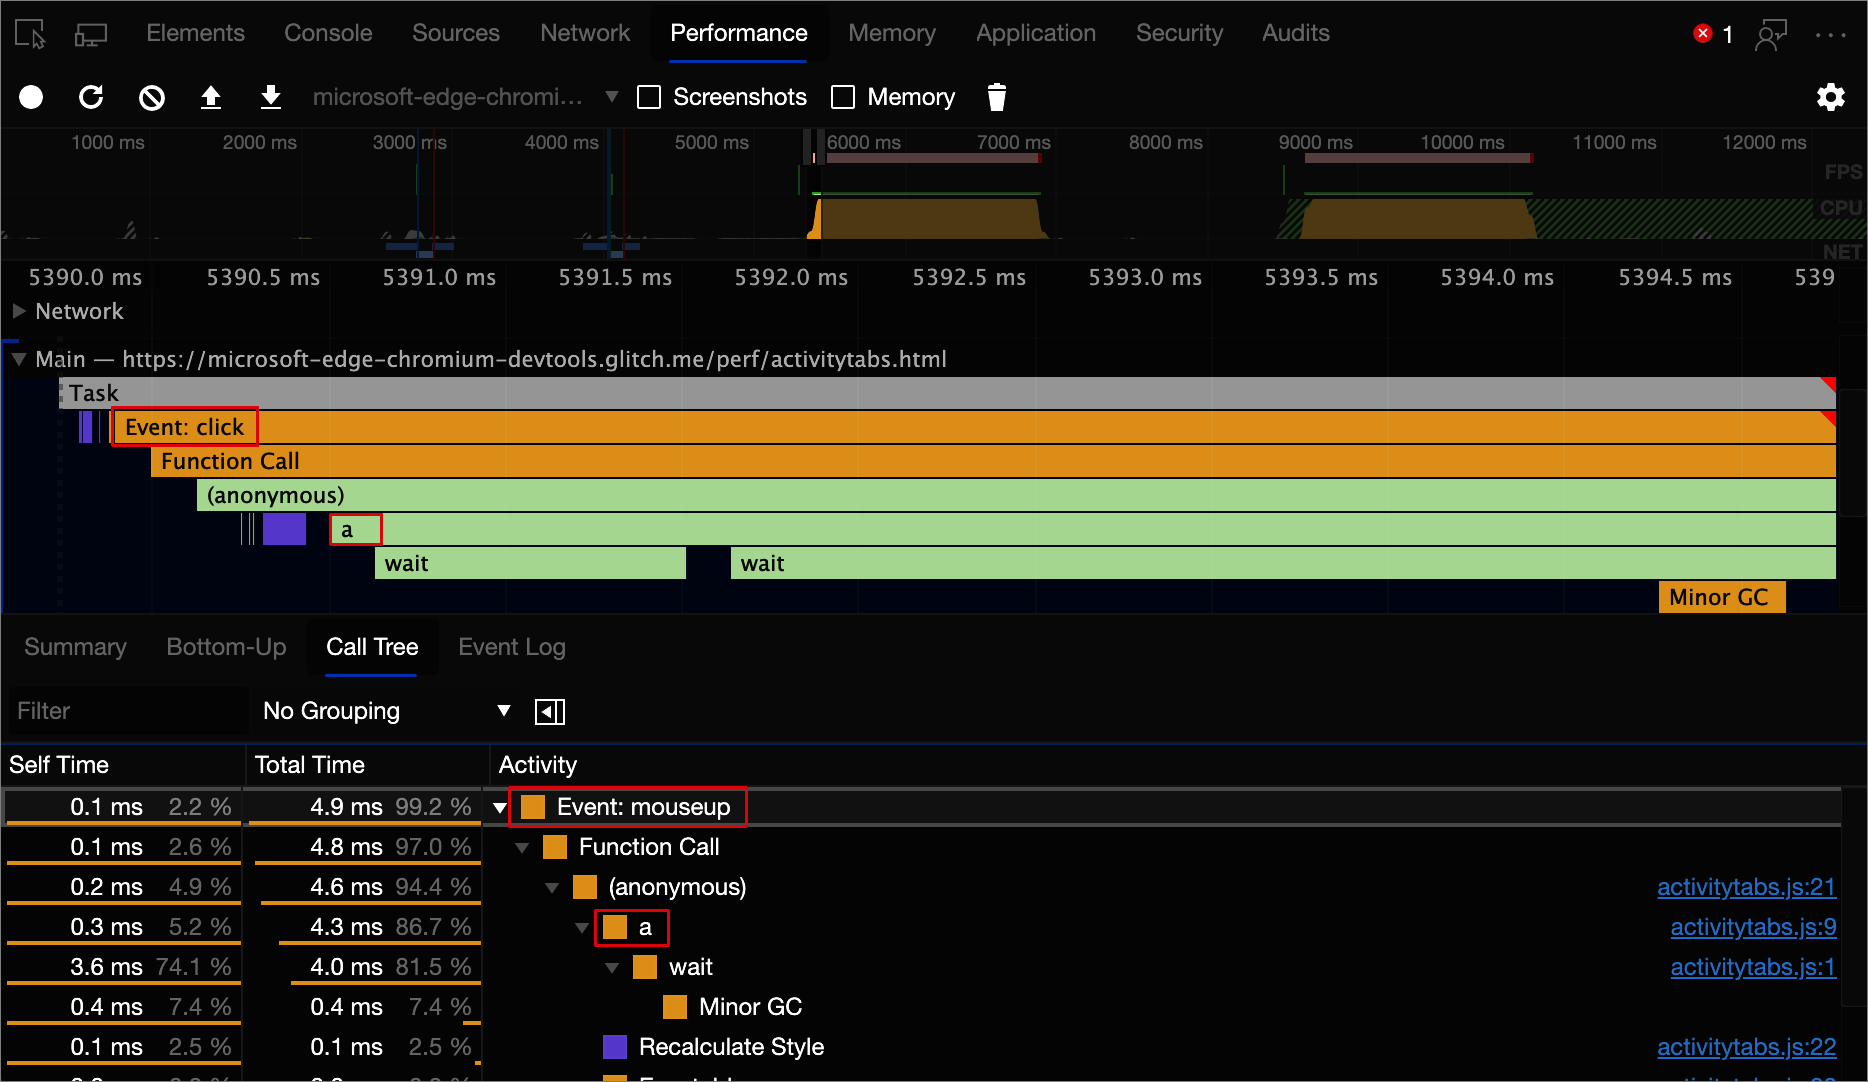 Elements Console Sources Network Performance Memory Application Security Audits 1
microsoft-edge-chromi... Screenshots Memory
1000 ms 2000 ms 3000 ms 4000 ms 5000 ms 6000 ms 7000 ms 8000 ms 9000 ms 10000 ms 11000 ms 12000 ms
FPS
CPU
NET
5390.0 ms 5390.5 ms 5391.0 ms 5391.5 ms 5392.0 ms 5392.5 ms 5393.0 ms 5393.5 ms 5394.0 ms 5394.5 ms 539
Network
Main — https://microsoft-edge-chromium-devtools.glitch.me/perf/activitytabs.html
Task
Event: click
Function Call
(anonymous)
a
wait wait
Minor GC
Summary Bottom-Up Call Tree Event Log
Filter No Grouping
Self Time Total Time Activity
0.1 ms 2.2 % 4.9 ms 99.2 % Event: mouseup
0.1 ms 2.6 % 4.8 ms 97.0 % Function Call
0.2 ms 4.9 % 4.6 ms 94.4 % (anonymous) activitytabs.js:21
0.3 ms 5.2 % 4.3 ms 86.7 % a activitytabs.js:9
3.6 ms 74.1 % 4.0 ms 81.5 % wait activitytabs.js:1
0.4 ms 7.4 % 0.4 ms 7.4 % Minor GC
0.1 ms 2.5 % 0.1 ms 2.5 % Recalculate Style activitytabs.js:22